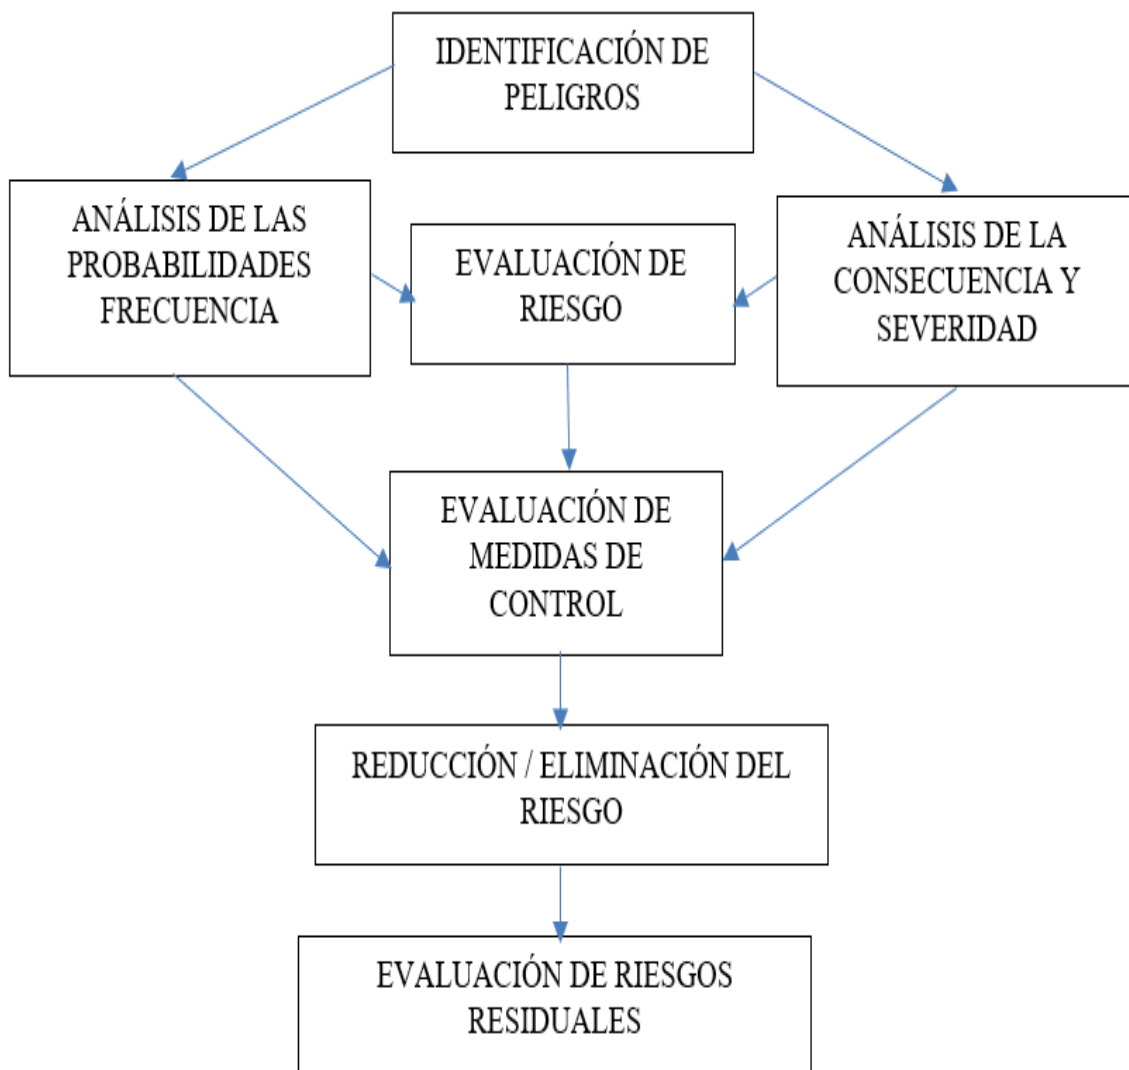 IDENTIFICACIÓN DE
PELIGROS
ANÁLISIS DE LAS
PROBABILIDADES
FRECUENCIA
EVALUACIÓN DE
RIESGO
ANÁLISIS DE LA
CONSECUENCIA Y
SEVERIDAD
EVALUACIÓN DE
MEDIDAS DE
CONTROL
REDUCCIÓN / ELIMINACIÓN DEL
RIESGO
EVALUACIÓN DE RIESGOS
RESIDUALES